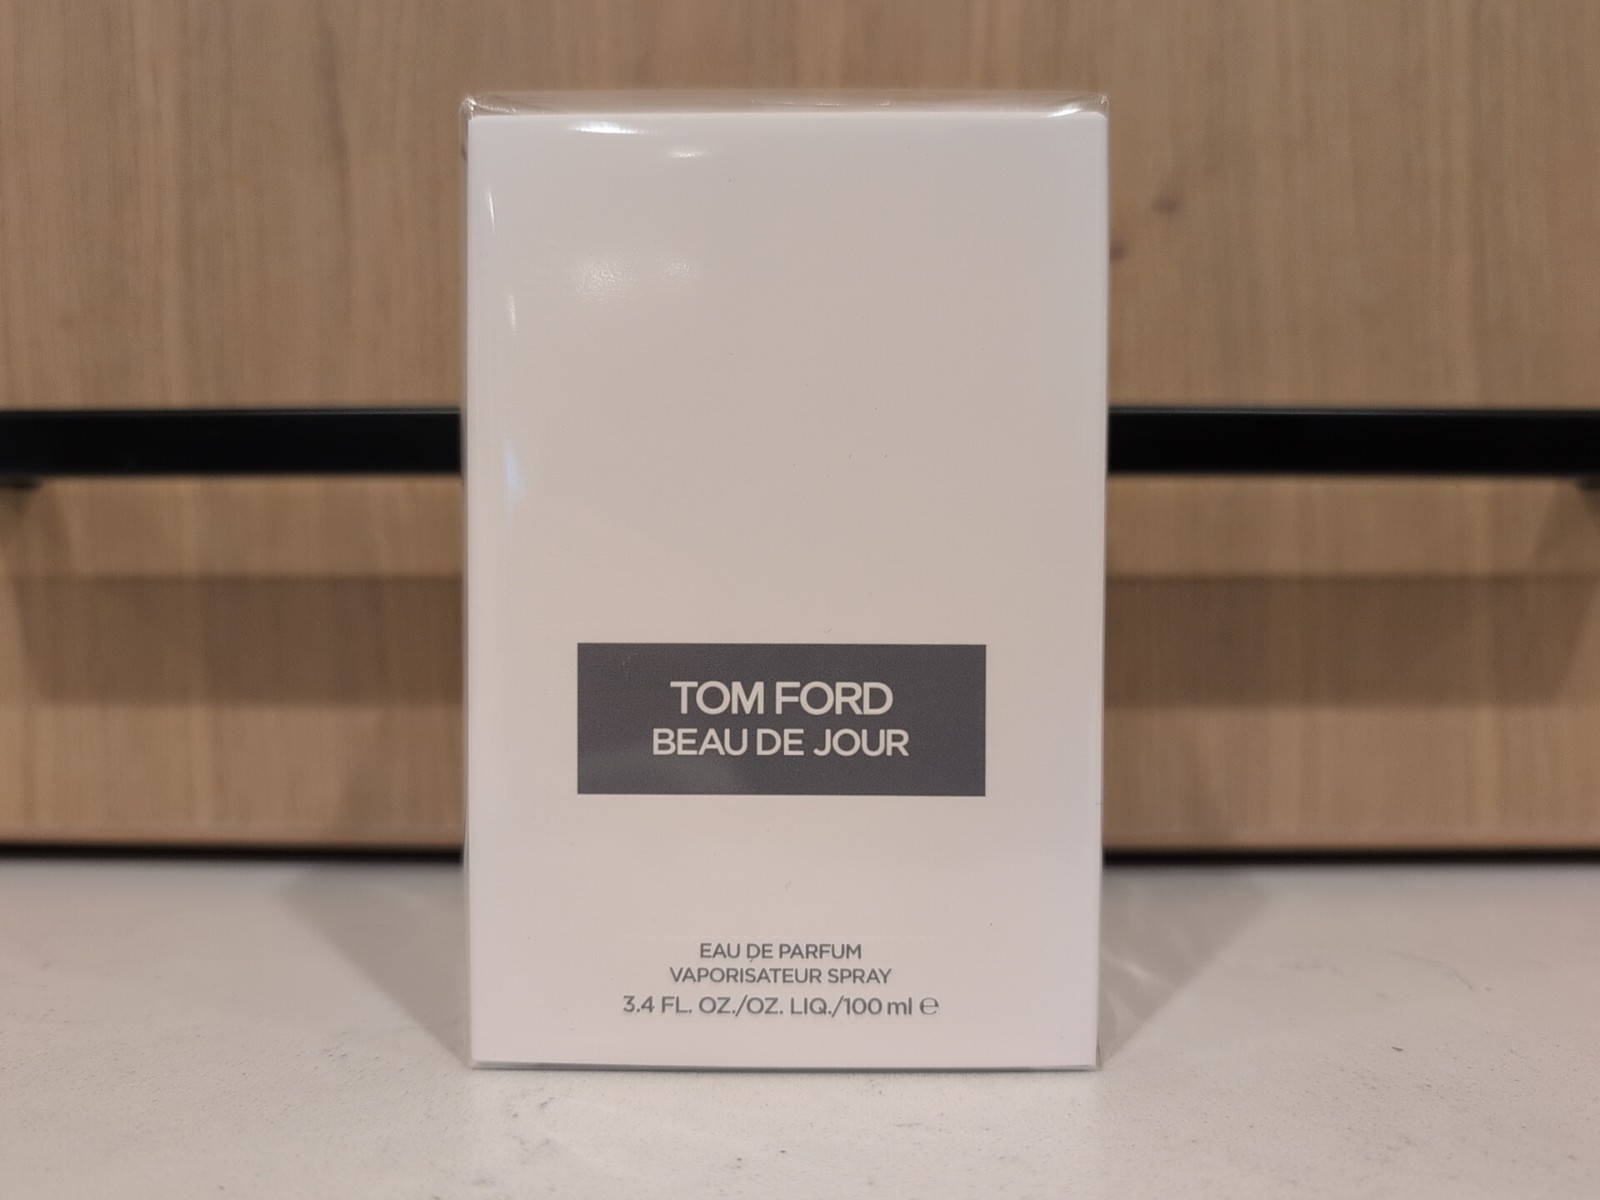 TOM FORD
BEAU DE JOUR
EAU DE PARFUM
VAPORISATEUR SPRAY
3.4 FL. OZ./OZ. LIQ./100 ml ℮